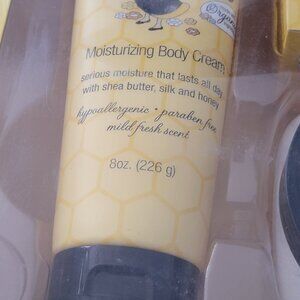 Organic
Moisturizing Body Cream
serious moisture that lasts all day
with shea butter, silk and honey
hypoallergenic • paraben free
mild fresh scent
8oz. (226 g)